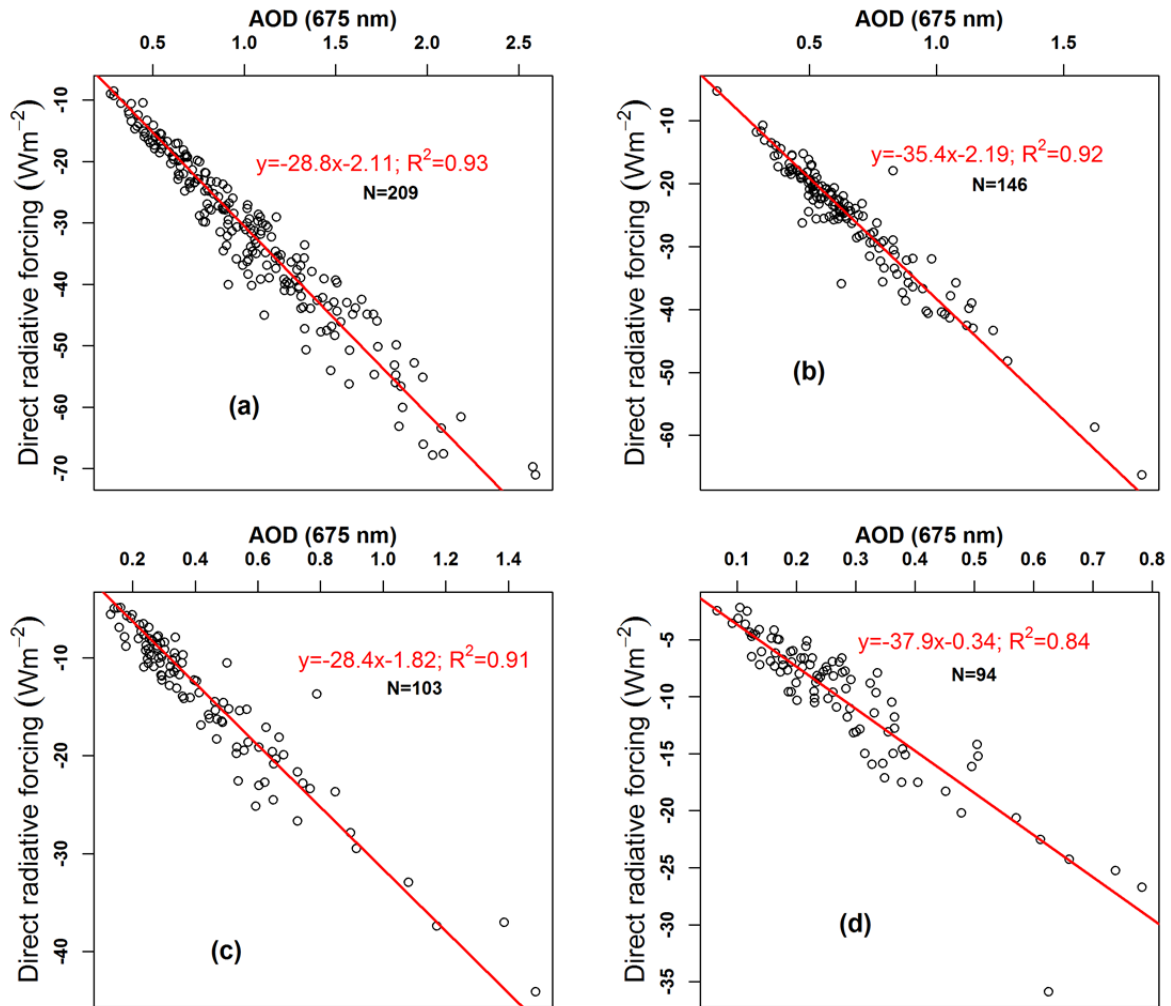 AOD (675 nm)
0.5 1.0 1.5 2.0 2.5
Direct radiative forcing (Wm−2)
-10
-20
-30
-40
-50
-60
-70
y=-28.8x-2.11; R2=0.93
N=209
(a)
AOD (675 nm)
0.5 1.0 1.5
Direct radiative forcing (Wm−2)
-10
-20
-30
-40
-50
-60
y=-35.4x-2.19; R2=0.92
N=146
(b)
AOD (675 nm)
0.2 0.4 0.6 0.8 1.0 1.2 1.4
Direct radiative forcing (Wm−2)
-10
-20
-30
40
y=-28.4x-1.82; R2=0.91
N=103
(c)
AOD (675 nm)
0.1 0.2 0.3 0.4 0.5 0.6 0.7 0.8
Direct radiative forcing (Wm−2)
-5
-10
-15
-20
-25
-30
-35
y=-37.9x-0.34; R2=0.84
N=94
(d)